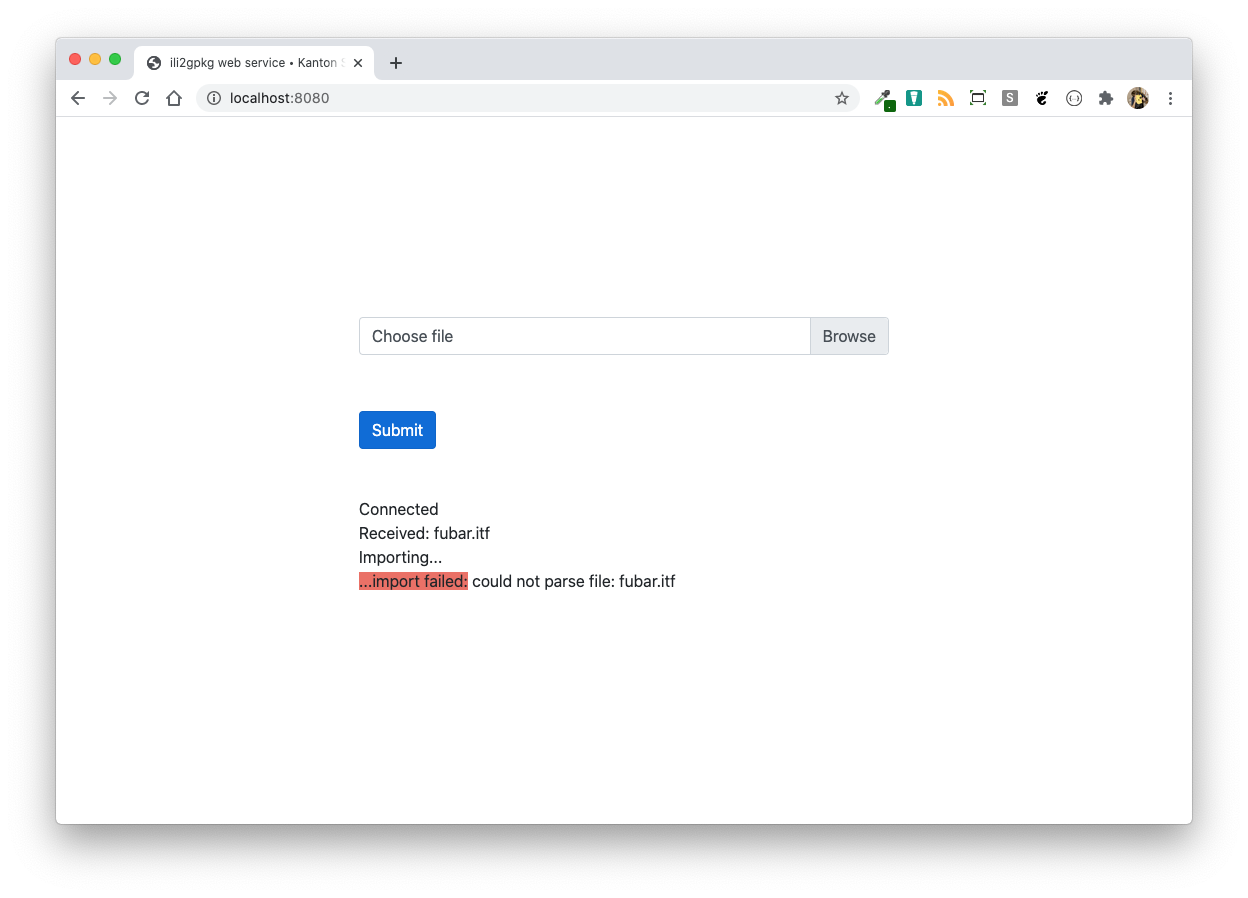 ili2gpkg web service • Kanton
localhost:8080
S
Choose file
Browse
Submit
Connected
Received: fubar.itf
Importing...
...import failed: could not parse file: fubar.itf